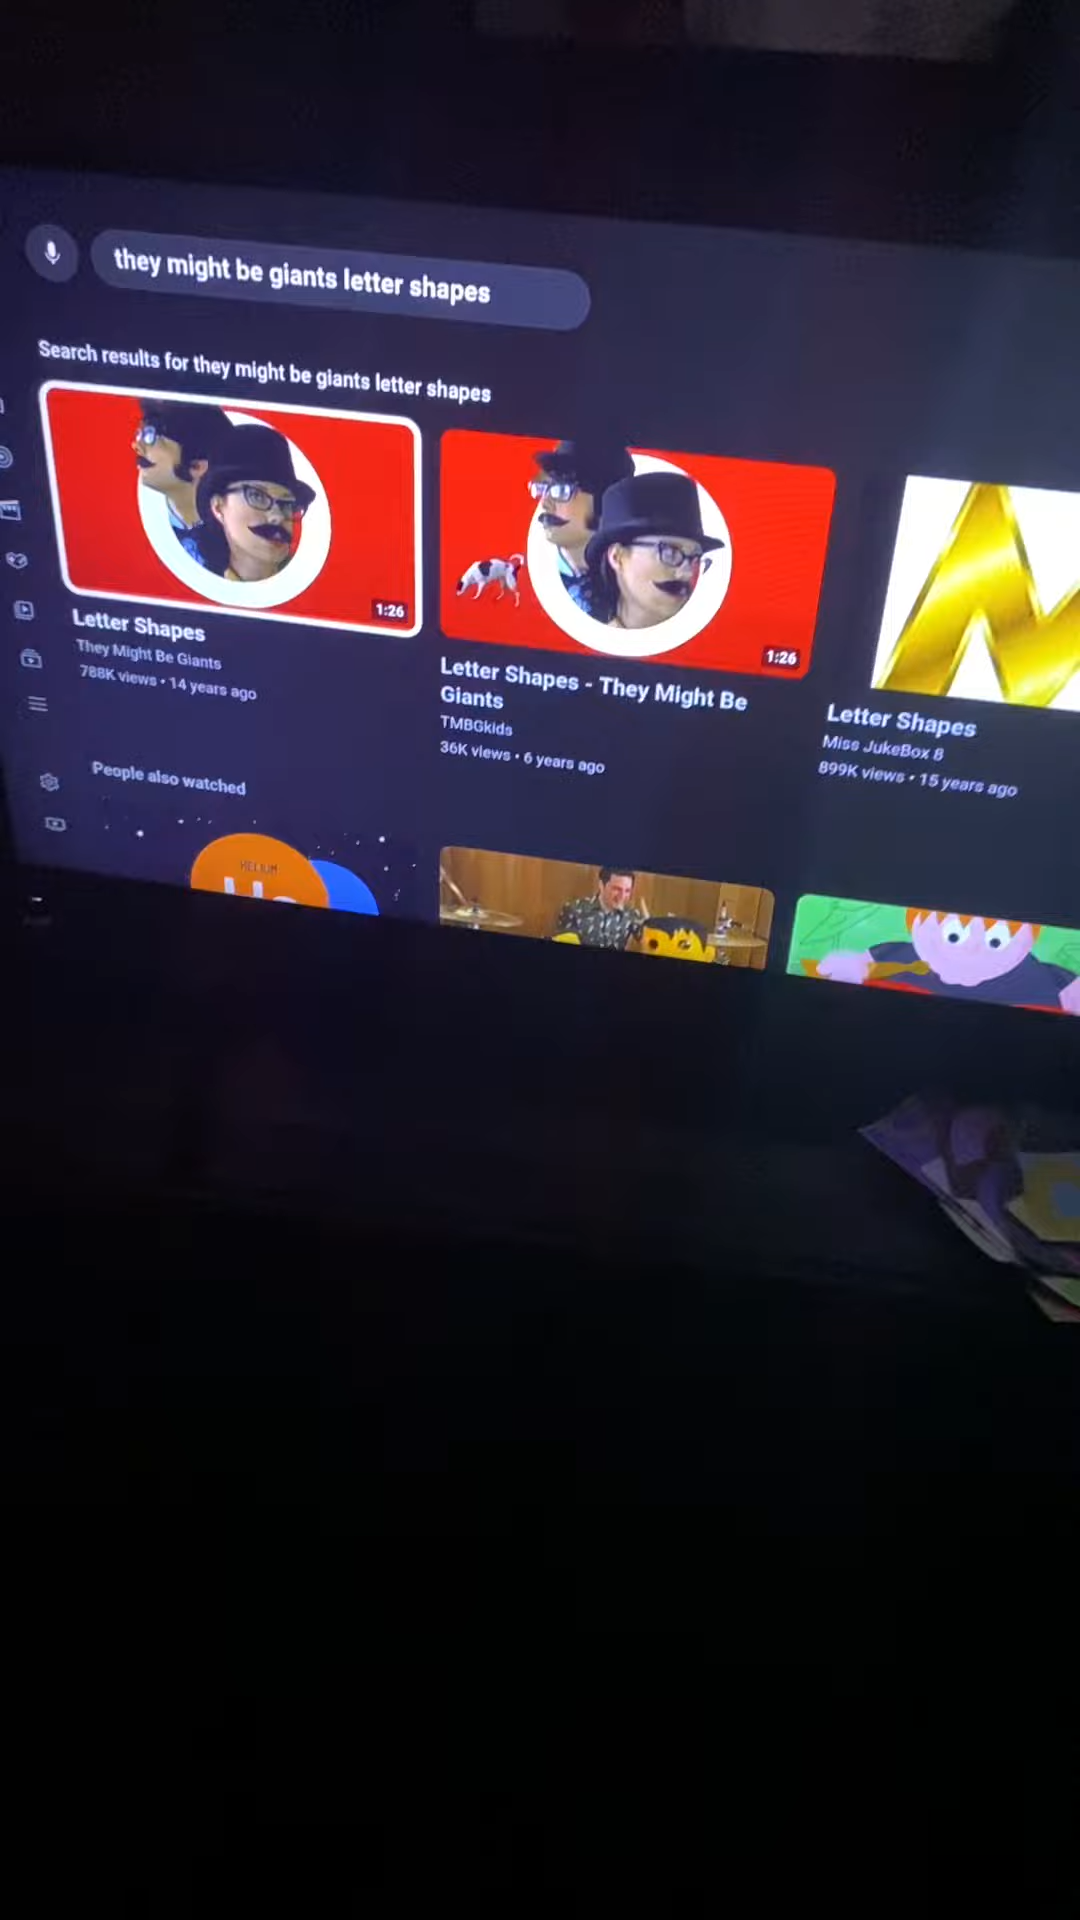 they might be giants letter shapes
Search results for they might be giants letter shapes
1:26
Letter Shapes
They Might Be Giants
788K views • 14 years ago
1:26
Letter Shapes - They Might Be
Giants
TMBGkids
36K views • 6 years ago
Letter Shapes
Miss JukeBox 8
899K views • 15 years ago
People also watched
HELIUM